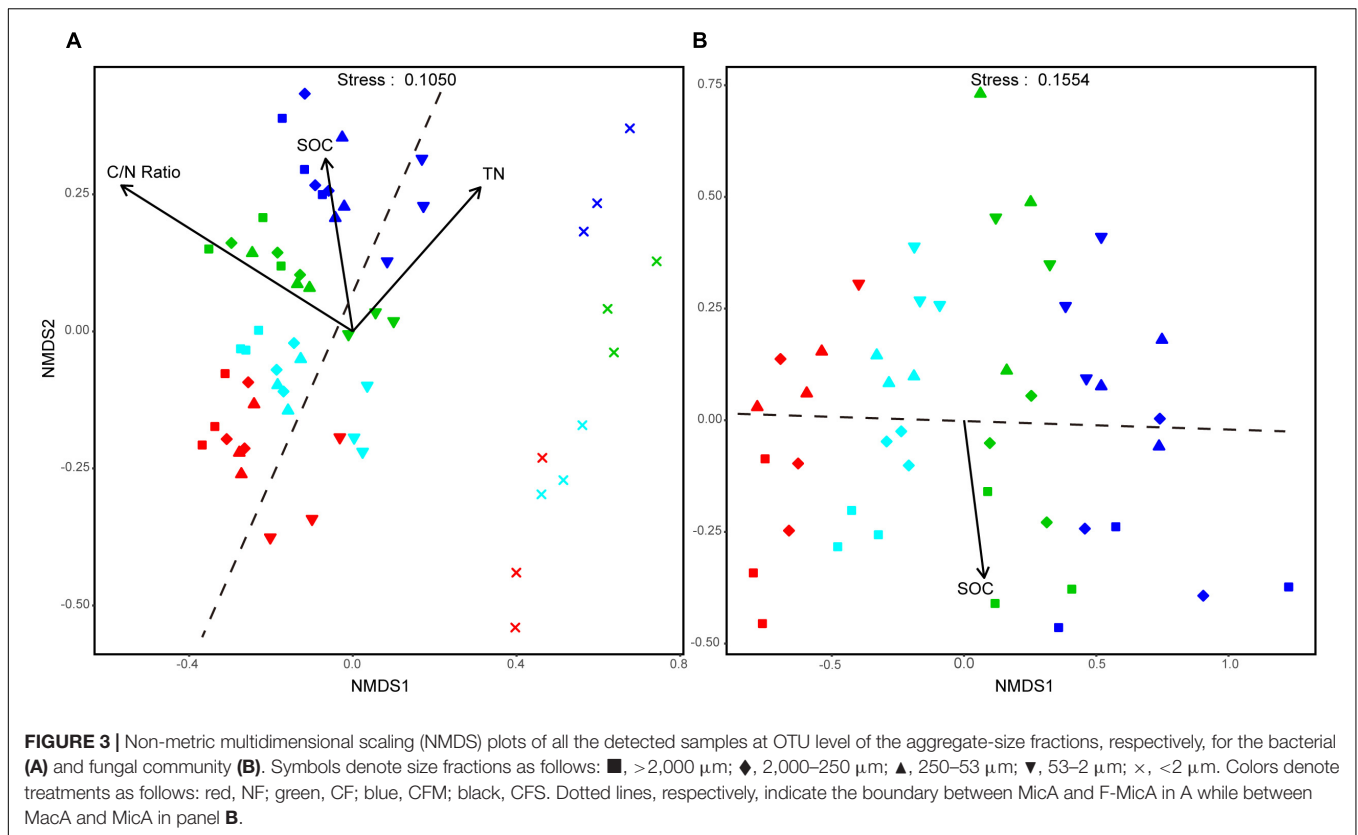 A
B
Stress : 0.1050
Stress : 0.1554
C/N Ratio
SOC
TN
SOC
NMDS2
0.25
0.00
-0.25
-0.50
0.75
0.50
0.25
0.00
-0.25
-0.50
-0.4
0.0
0.4
0.8
NMDS1
-0.5
0.0
0.5
1.0
NMDS1
FIGURE 3 | Non-metric multidimensional scaling (NMDS) plots of all the detected samples at OTU level of the aggregate-size fractions, respectively, for the bacterial
(A) and fungal community (B). Symbols denote size fractions as follows: ■, >2,000 μm; ♦, 2,000–250 μm; ▲, 250–53 μm; ▼, 53–2 μm; ×, <2 μm. Colors denote
treatments as follows: red, NF; green, CF; blue, CFM; black, CFS. Dotted lines, respectively, indicate the boundary between MicA and F-MicA in A while between
MacA and MicA in panel B.